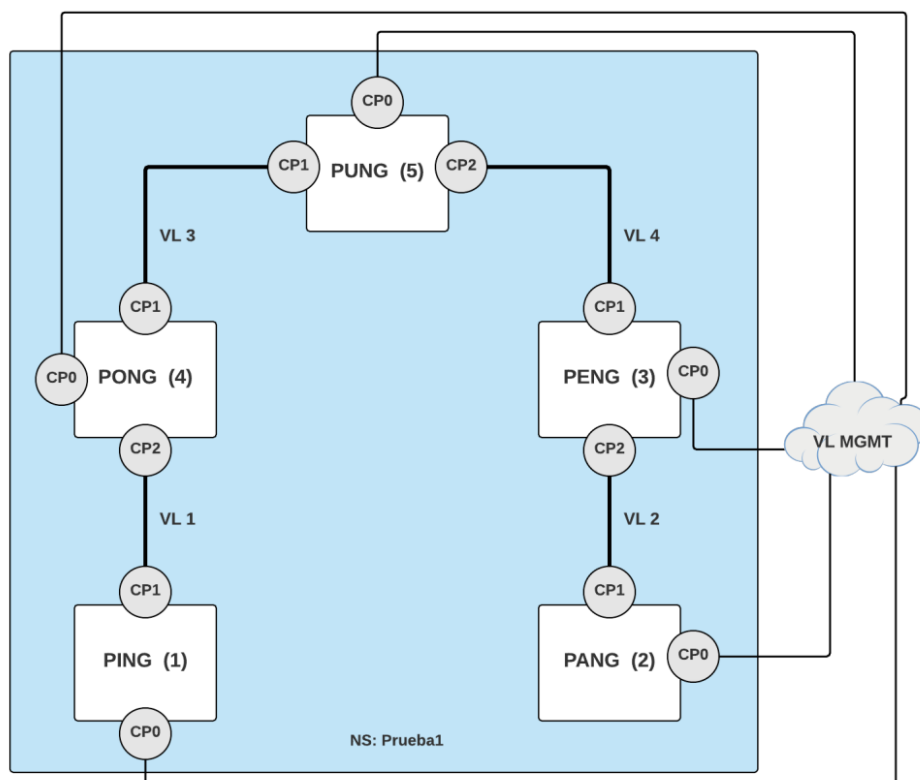 CP0
CP1
PUNG (5)
CP2
VL 3
VL 4
CP1
CP1
CP0
PONG (4)
PENG (3)
CP0
VL MGMT
CP2
CP2
VL 1
VL 2
CP1
CP1
PING (1)
PANG (2)
CP0
CP0
NS: Prueba1